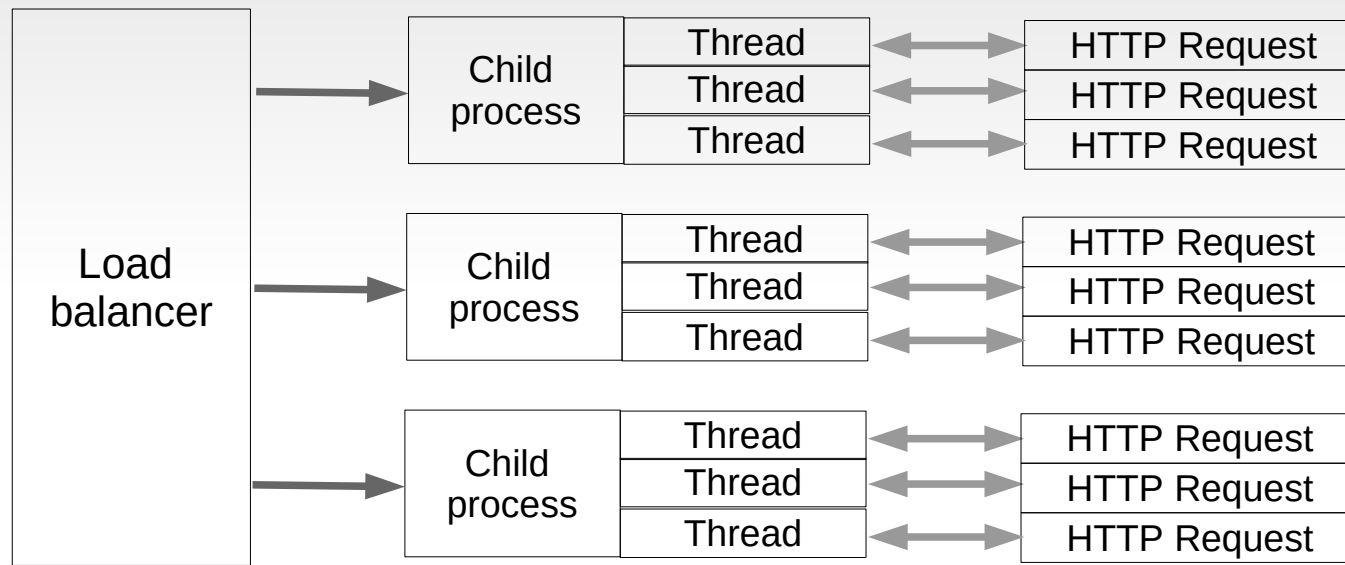 Load
balancer
Child
process
Thread
Thread
Thread
HTTP Request
HTTP Request
HTTP Request
Child
process
Thread
Thread
Thread
HTTP Request
HTTP Request
HTTP Request
Child
process
Thread
Thread
Thread
HTTP Request
HTTP Request
HTTP Request